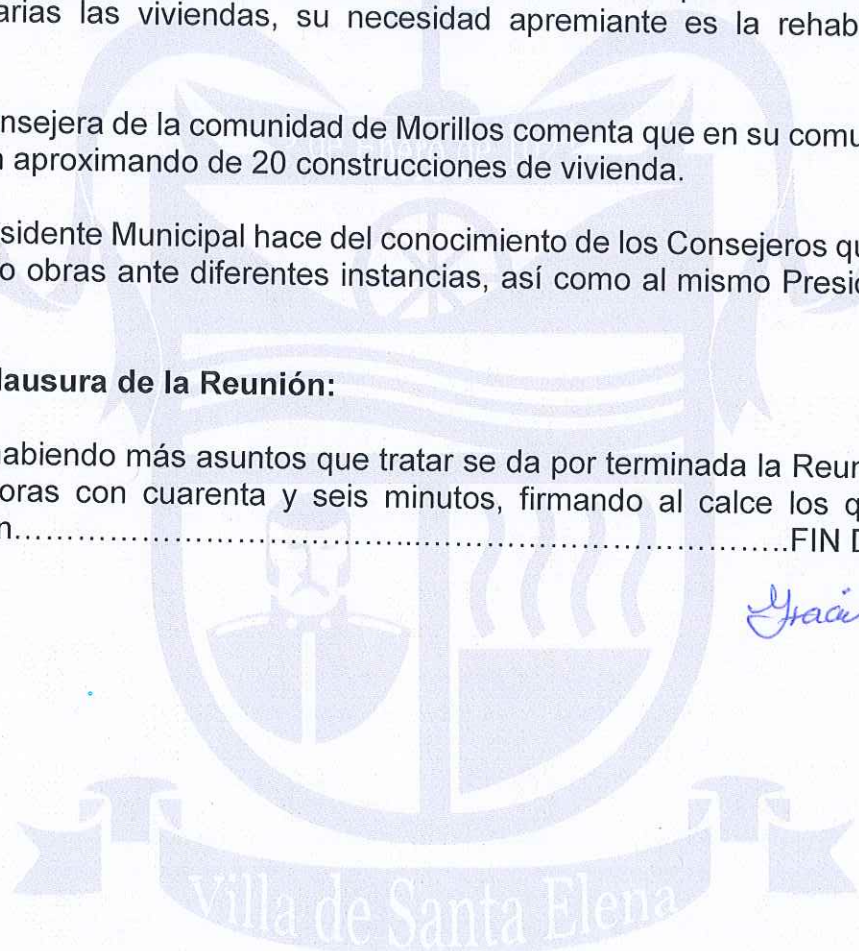 arias las viviendas, su necesidad apremiante es la rehab
nsejera de la comunidad de Morillos comenta que en su comu
n aproximando de 20 construcciones de vivienda.
sidente Municipal hace del conocimiento de los Consejeros qu
o obras ante diferentes instancias, así como al mismo Presid
lausura de la Reunión:
habiendo más asuntos que tratar se da por terminada la Reun
oras con cuarenta y seis minutos, firmando al calce los q
n……………………………………………………………………..FIN D
Villa de Santa Elena